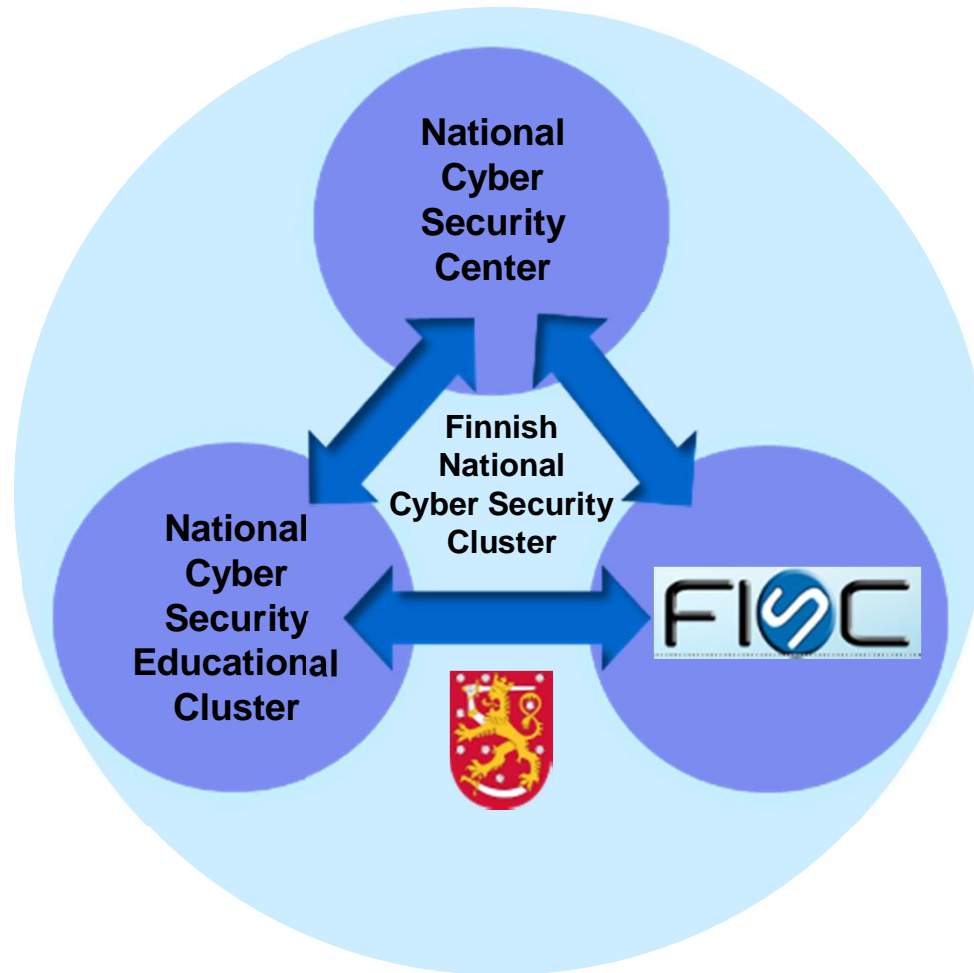 National
Cyber
Security
Center
Finnish
National
Cyber Security
Cluster
National
Cyber
Security
Educational
Cluster
FISC